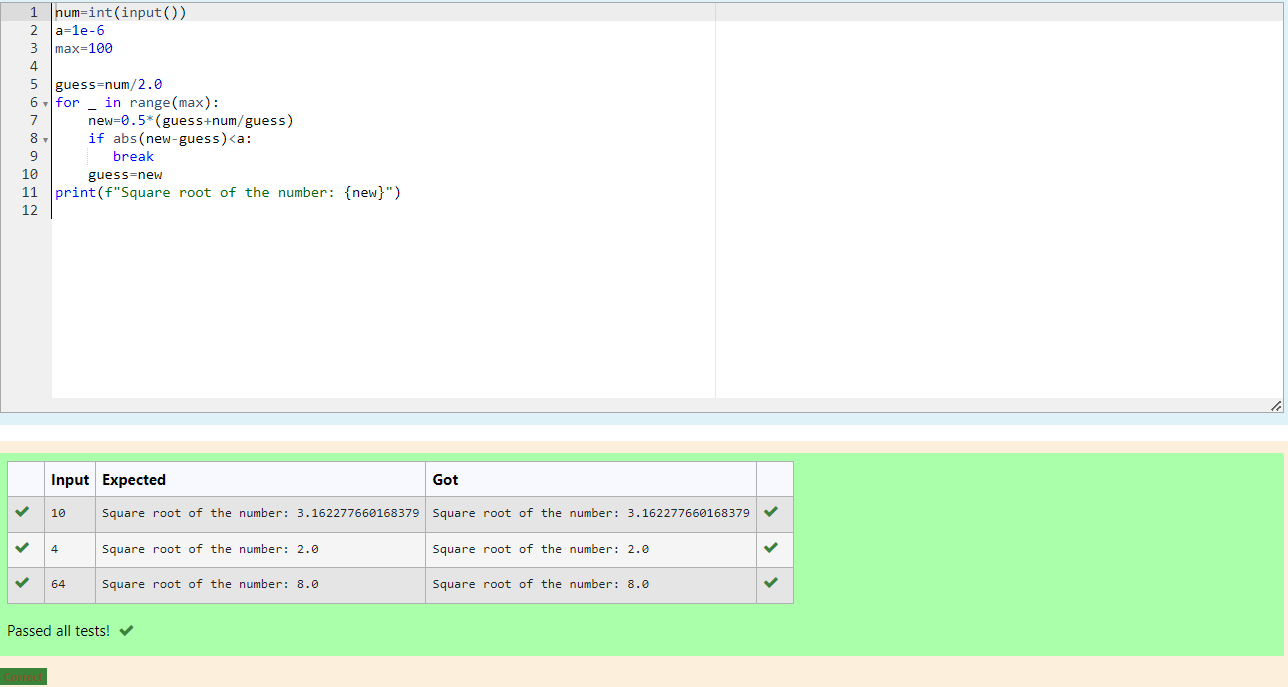 1 num=int(input())
2 a=1e-6
3 max=100
4
5 guess=num/2.0
6 for _ in range(max):
7     new=0.5*(guess+num/guess)
8     if abs(new-guess)<a:
9        break
10     guess=new
11 print(f"Square root of the number: {new}")
12
Input Expected Got
10 Square root of the number: 3.162277660168379 Square root of the number: 3.162277660168379
4 Square root of the number: 2.0 Square root of the number: 2.0
64 Square root of the number: 8.0 Square root of the number: 8.0
Passed all tests!
Correct